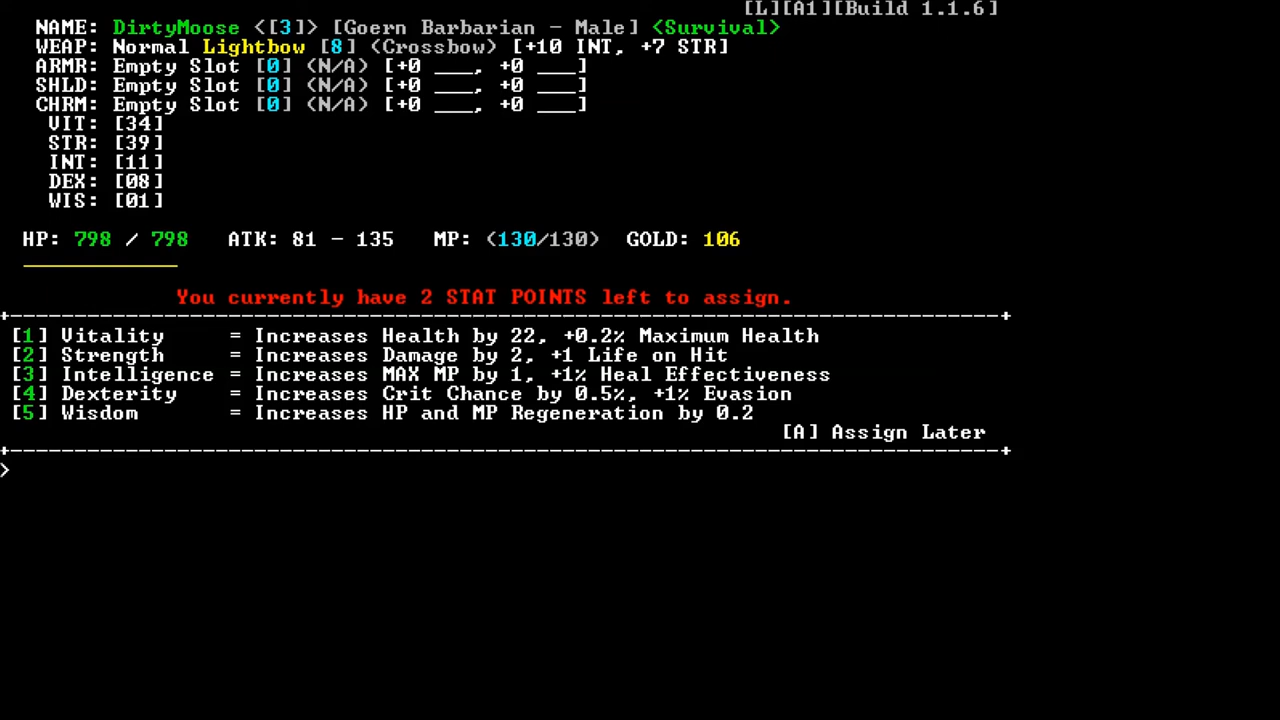 [L][A1][Build 1.1.6]
NAME: DirtyMoose <[3]> [Goern Barbarian - Male] <Survival>
WEAP: Normal Lightbow [8] (Crossbow) [+10 INT, +7 STR]
ARMR: Empty Slot [0] (N/A) [+0 ___, +0 ___]
SHLD: Empty Slot [0] (N/A) [+0 ___, +0 ___]
CHRM: Empty Slot [0] (N/A) [+0 ___, +0 ___]
VIT: [34]
STR: [39]
INT: [11]
DEX: [08]
WIS: [01]
HP: 798 / 798 ATK: 81 - 135 MP: (130/130) GOLD: 106
You currently have 2 STAT POINTS left to assign.
[1] Vitality = Increases Health by 22, +0.2% Maximum Health
[2] Strength = Increases Damage by 2, +1 Life on Hit
[3] Intelligence = Increases MAX MP by 1, +1% Heal Effectiveness
[4] Dexterity = Increases Crit Chance by 0.5%, +1% Evasion
[5] Wisdom = Increases HP and MP Regeneration by 0.2
[A] Assign Later
>